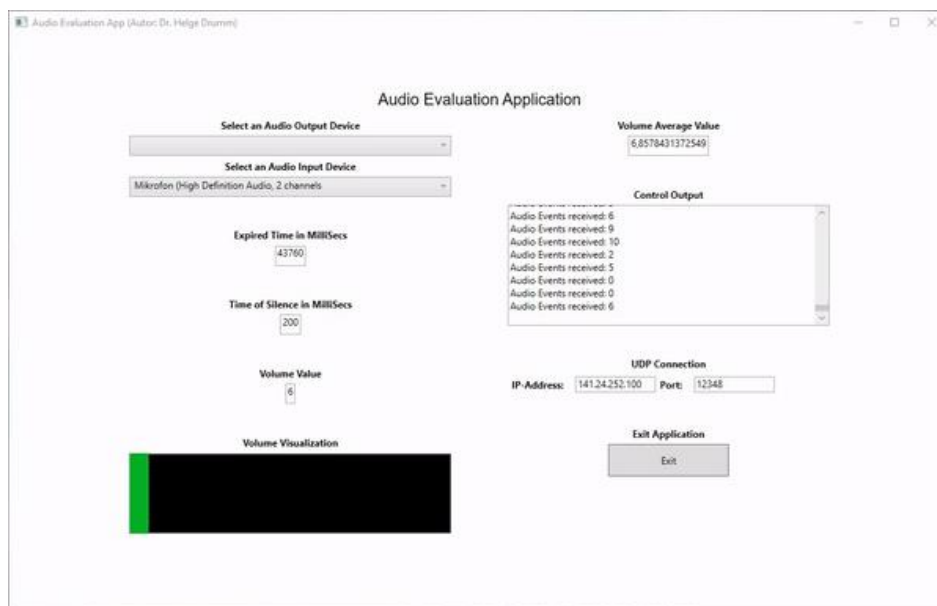 Audio Evaluation App (Autor: Dr. Helge Drumm)
Audio Evaluation Application
Select an Audio Output Device
Select an Audio Input Device
Mikrofon (High Definition Audio, 2 channels
Expired Time in MilliSecs
43760
Time of Silence in MilliSecs
200
Volume Value
6
Volume Visualization
Volume Average Value
6,8578431372549
Control Output
Audio Events received: 6
Audio Events received: 9
Audio Events received: 10
Audio Events received: 2
Audio Events received: 5
Audio Events received: 0
Audio Events received: 0
Audio Events received: 6
UDP Connection
IP-Address: 141.24.252.100 Port: 12348
Exit Application
Exit